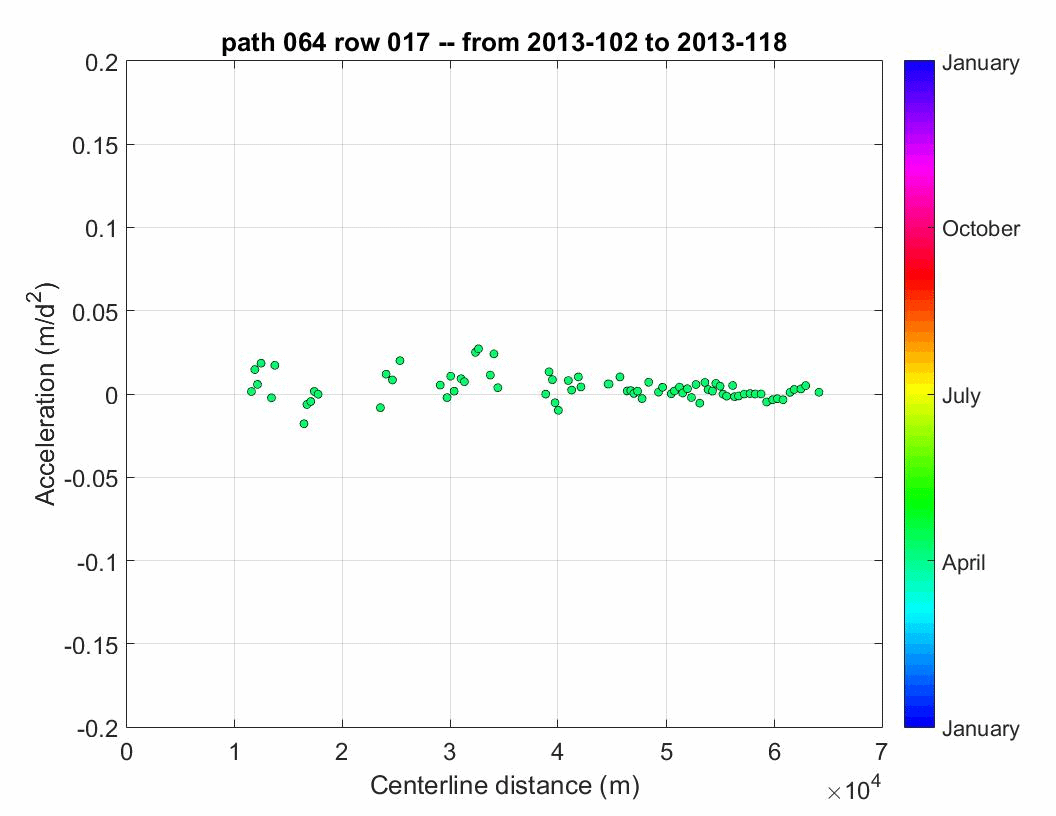 path 064 row 017 -- from 2013-102 to 2013-118
0.2
0.15
0.1
0.05
0
-0.05
-0.1
-0.15
-0.2
Acceleration (m/d²)
0 1 2 3 4 5 6 7
×10⁴
Centerline distance (m)
January
October
July
April
January